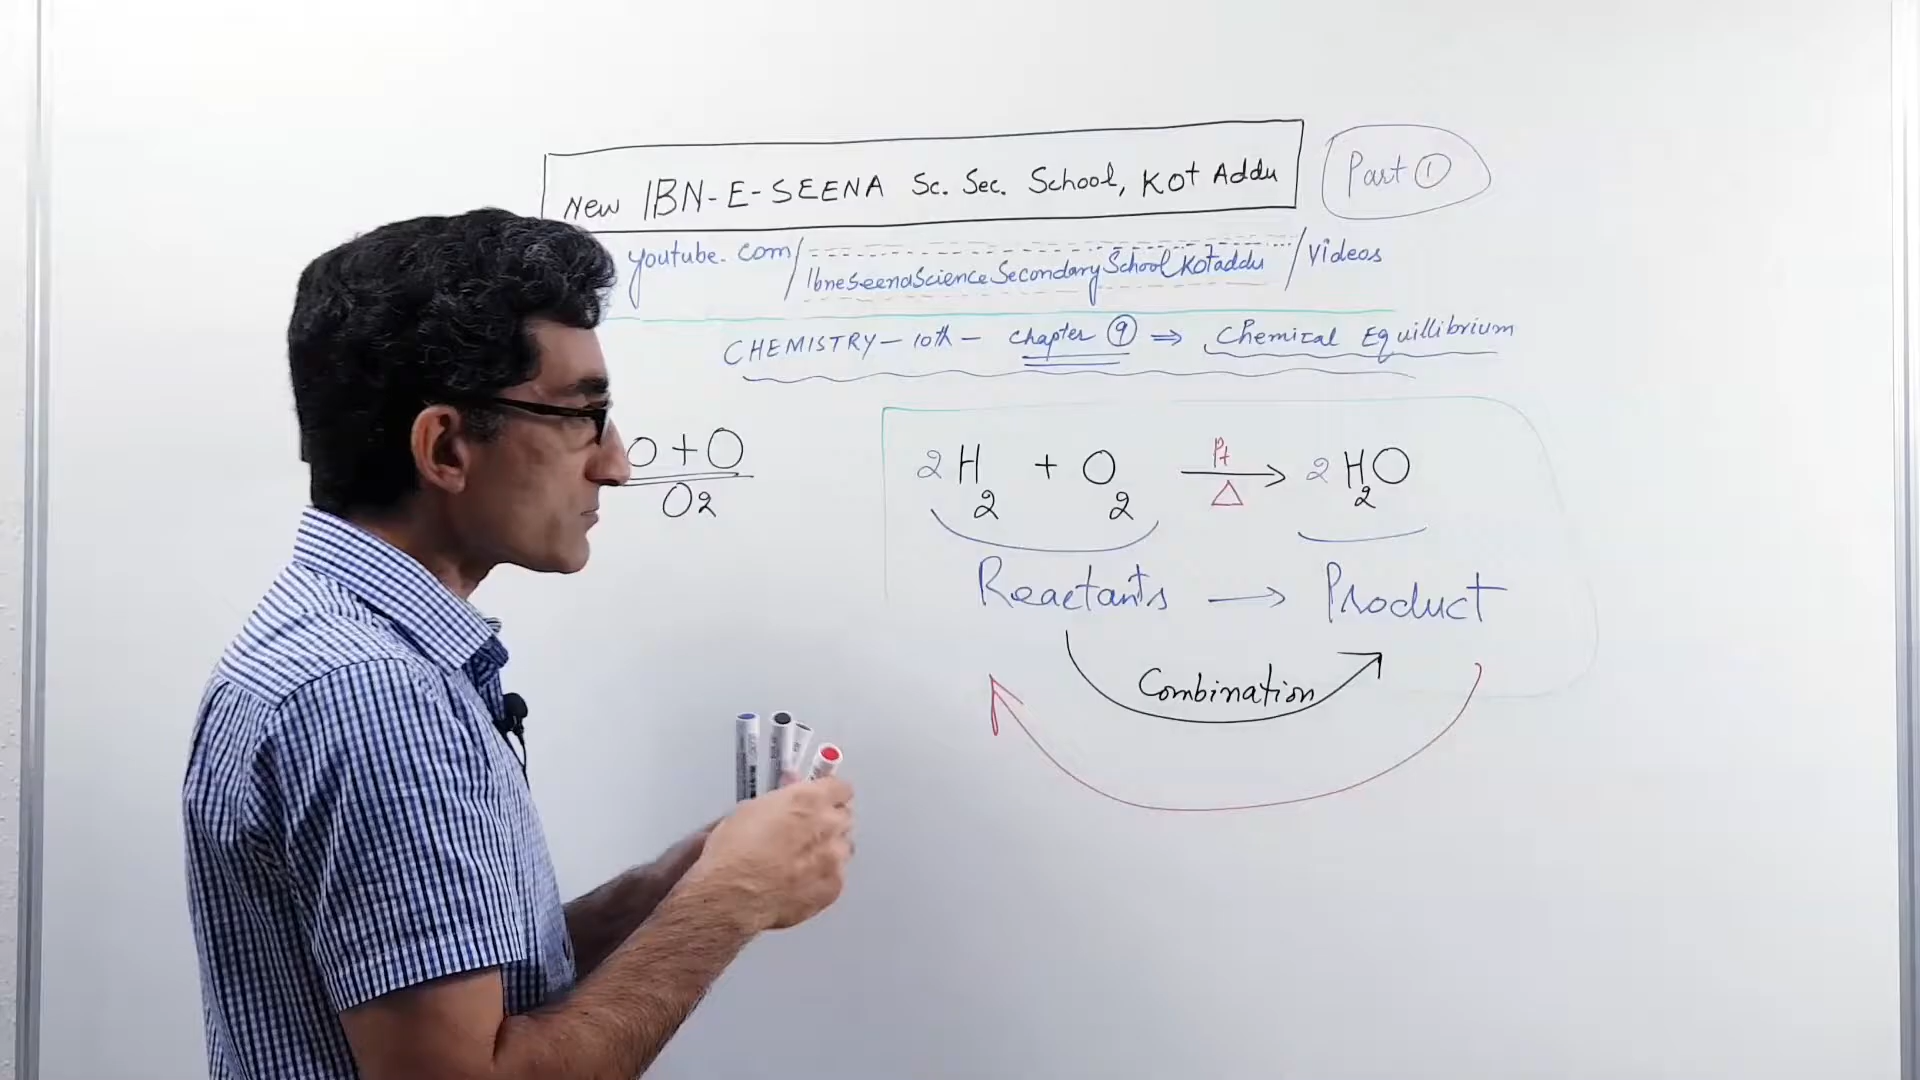 New IBN-E-SEENA Sc. Sec. School, Kot Addu
Part ①
youtube.com/IbneSeenaScienceSecondarySchoolKotaddu/Videos
CHEMISTRY – 10th – Chapter ⑨ ⇒ Chemical Equillibrium
O + O
O2
2H2 + O2 → 2H2O
Pt
Δ
Reactants → Product
Combination